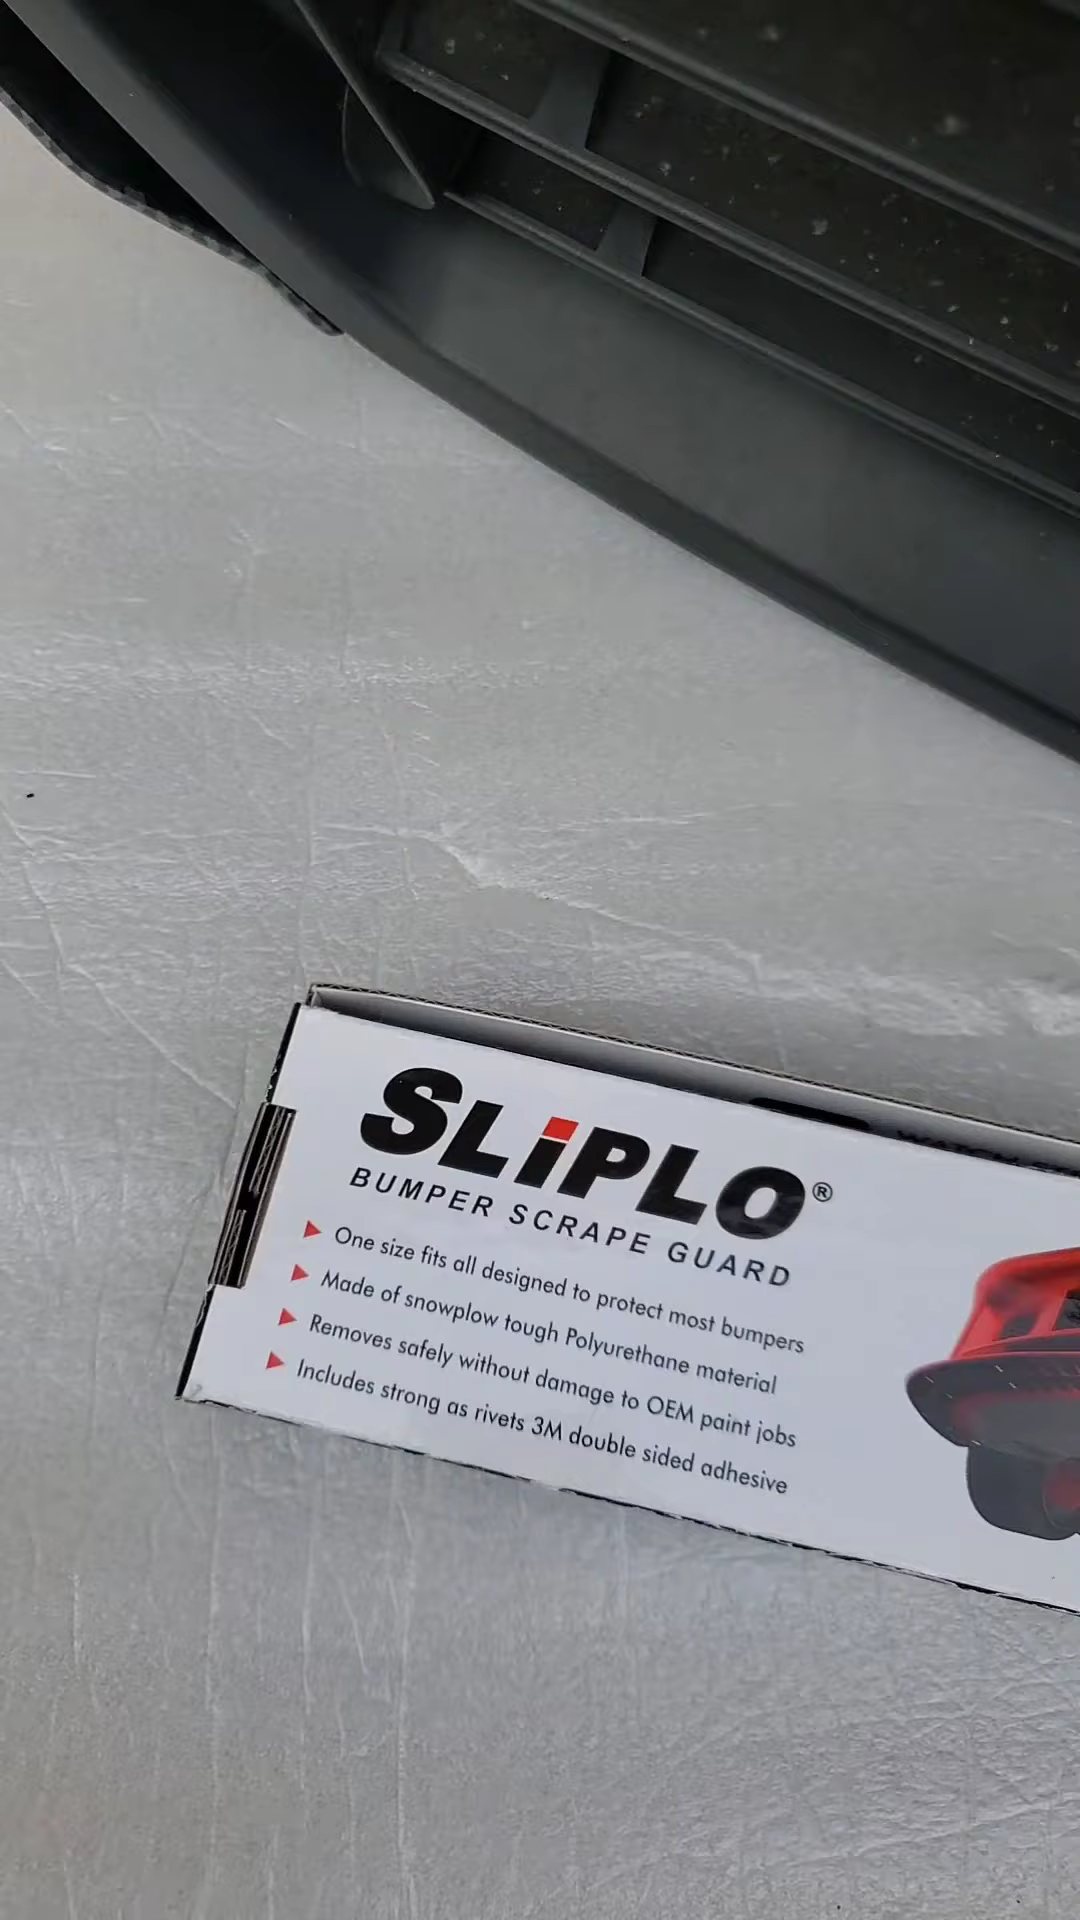 SLiPLO®
BUMPER SCRAPE GUARD
One size fits all designed to protect most bumpers
Made of snowplow tough Polyurethane material
Removes safely without damage to OEM paint jobs
Includes strong as rivets 3M double sided adhesive